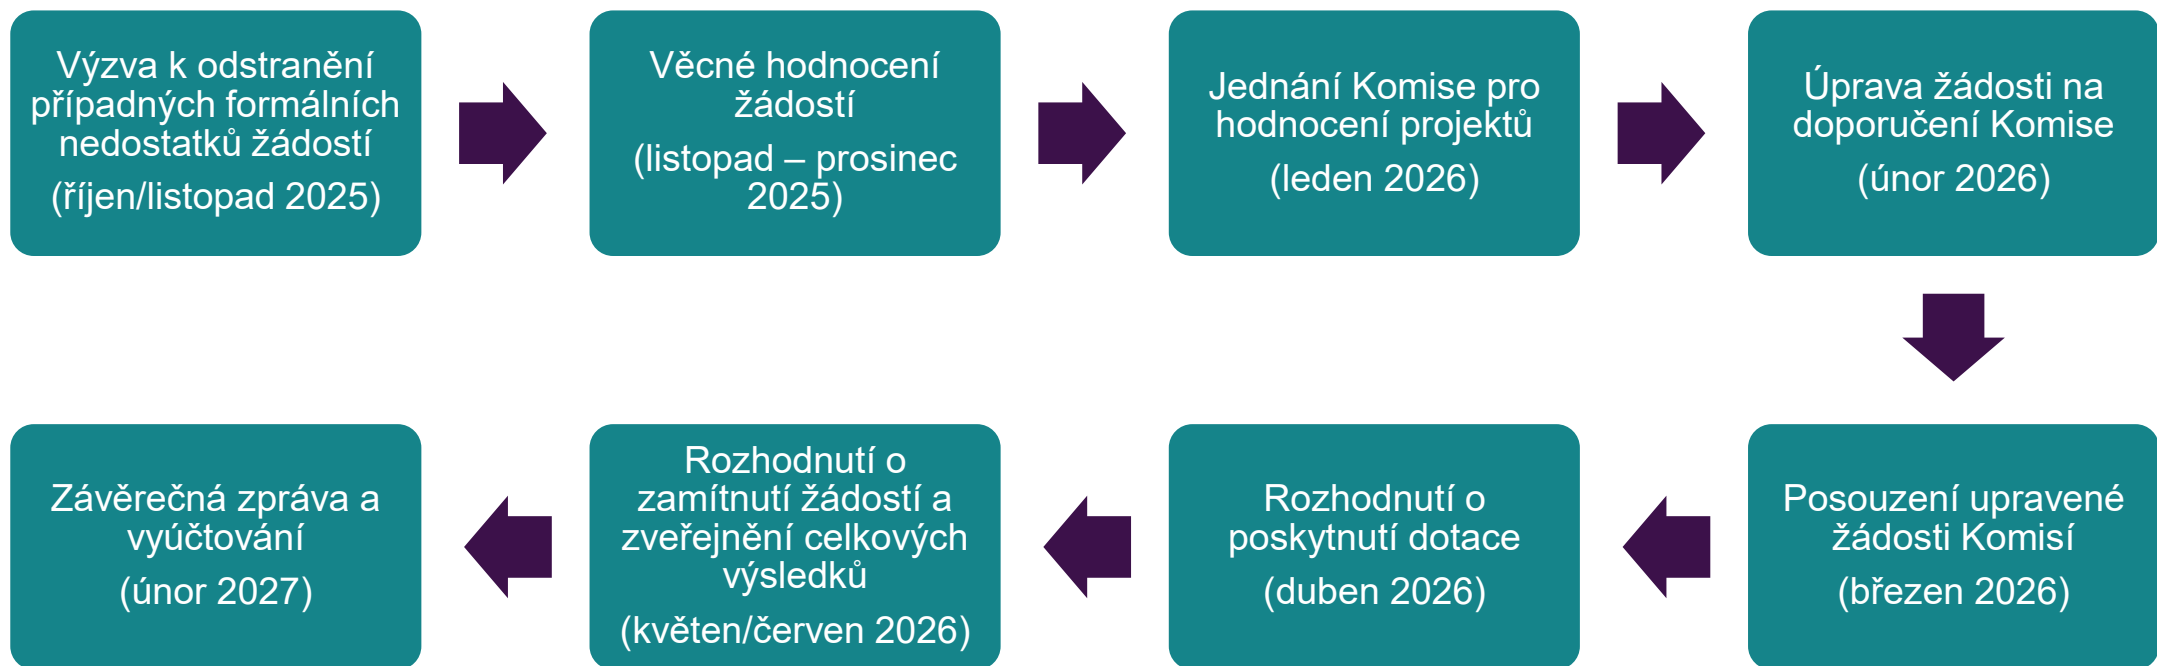 Výzva k odstranění
případných formálních
nedostatků žádostí
(říjen/listopad 2025)
Věcné hodnocení
žádostí
(listopad – prosinec
2025)
Jednání Komise pro
hodnocení projektů
(leden 2026)
Úprava žádosti na
doporučení Komise
(únor 2026)
Posouzení upravené
žádosti Komisí
(březen 2026)
Rozhodnutí o
poskytnutí dotace
(duben 2026)
Rozhodnutí o
zamítnutí žádostí a
zveřejnění celkových
výsledků
(květen/červen 2026)
Závěrečná zpráva a
vyúčtování
(únor 2027)